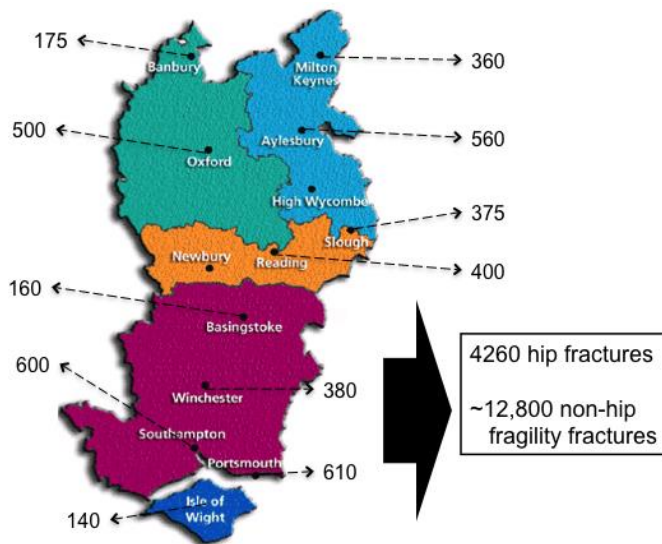 175
Banbury
Milton
Keynes
360
500
Oxford
Aylesbury
560
High Wycombe
375
Slough
Newbury
Reading
400
160
Basingstoke
600
Winchester
380
Southampton
Portsmouth
610
Isle of
Wight
140
4260 hip fractures
~12,800 non-hip
fragility fractures